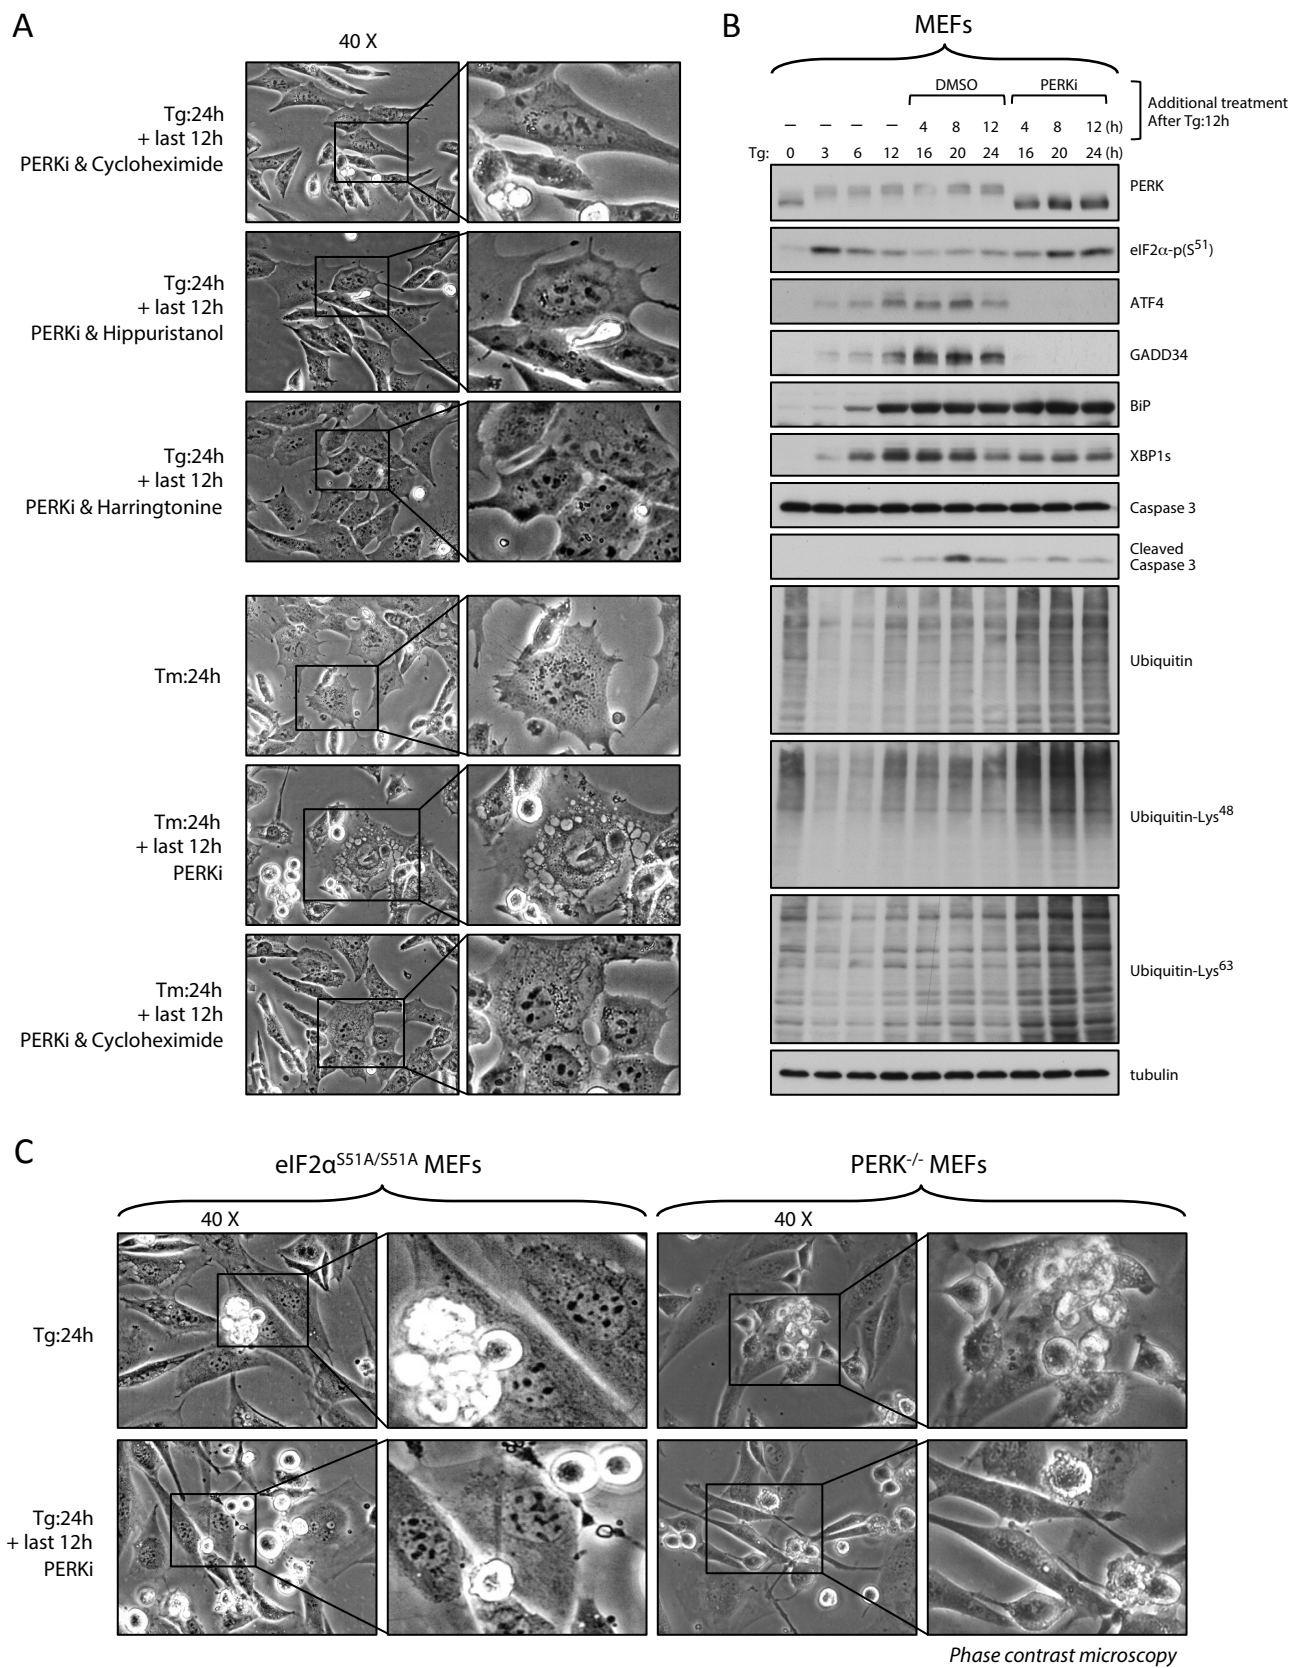 A
40 X
Tg:24h
+ last 12h
PERKi & Cycloheximide
Tg:24h
+ last 12h
PERKi & Hippuristanol
Tg:24h
+ last 12h
PERKi & Harringtonine
Tm:24h
Tm:24h
+ last 12h
PERKi
Tm:24h
+ last 12h
PERKi & Cycloheximide
B
MEFs
DMSO PERKi
Additional treatment
After Tg:12h
– – – – 4 8 12 4 8 12 (h)
Tg: 0 3 6 12 16 20 24 16 20 24 (h)
PERK
eIF2α-p(S51)
ATF4
GADD34
BiP
XBP1s
Caspase 3
Cleaved
Caspase 3
Ubiquitin
Ubiquitin-Lys48
Ubiquitin-Lys63
tubulin
C
eIF2αS51A/S51A MEFs PERK-/- MEFs
40 X 40 X
Tg:24h
Tg:24h
+ last 12h
PERKi
Phase contrast microscopy